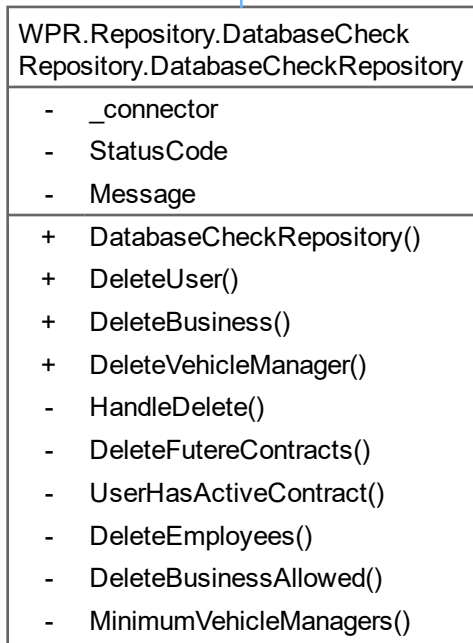 WPR.Repository.DatabaseCheck
Repository.DatabaseCheckRepository
- _connector
- StatusCode
- Message
+ DatabaseCheckRepository()
+ DeleteUser()
+ DeleteBusiness()
+ DeleteVehicleManager()
- HandleDelete()
- DeleteFutereContracts()
- UserHasActiveContract()
- DeleteEmployees()
- DeleteBusinessAllowed()
- MinimumVehicleManagers()